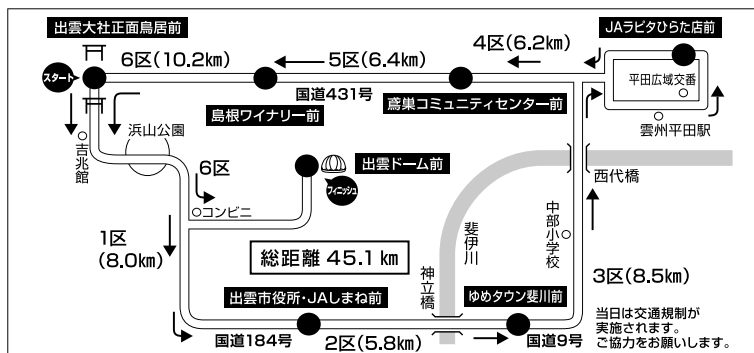 出雲大社正面鳥居前
JAラピタひらた店前
6区(10.2km)
5区(6.4km)
4区(6.2km)
スタート
国道431号
平田広域交番
島根ワイナリー前
鳶巣コミュニティセンター前
雲州平田駅
吉兆館
浜山公園
6区
出雲ドーム前
フィニッシュ
西代橋
コンビニ
1区
(8.0km)
総距離 45.1 km
斐伊川
中部小学校
神立橋
3区(8.5km)
出雲市役所・JAしまね前
ゆめタウン斐川前
国道184号
2区(5.8km)
国道9号
当日は交通規制が
実施されます。
ご協力をお願いします。